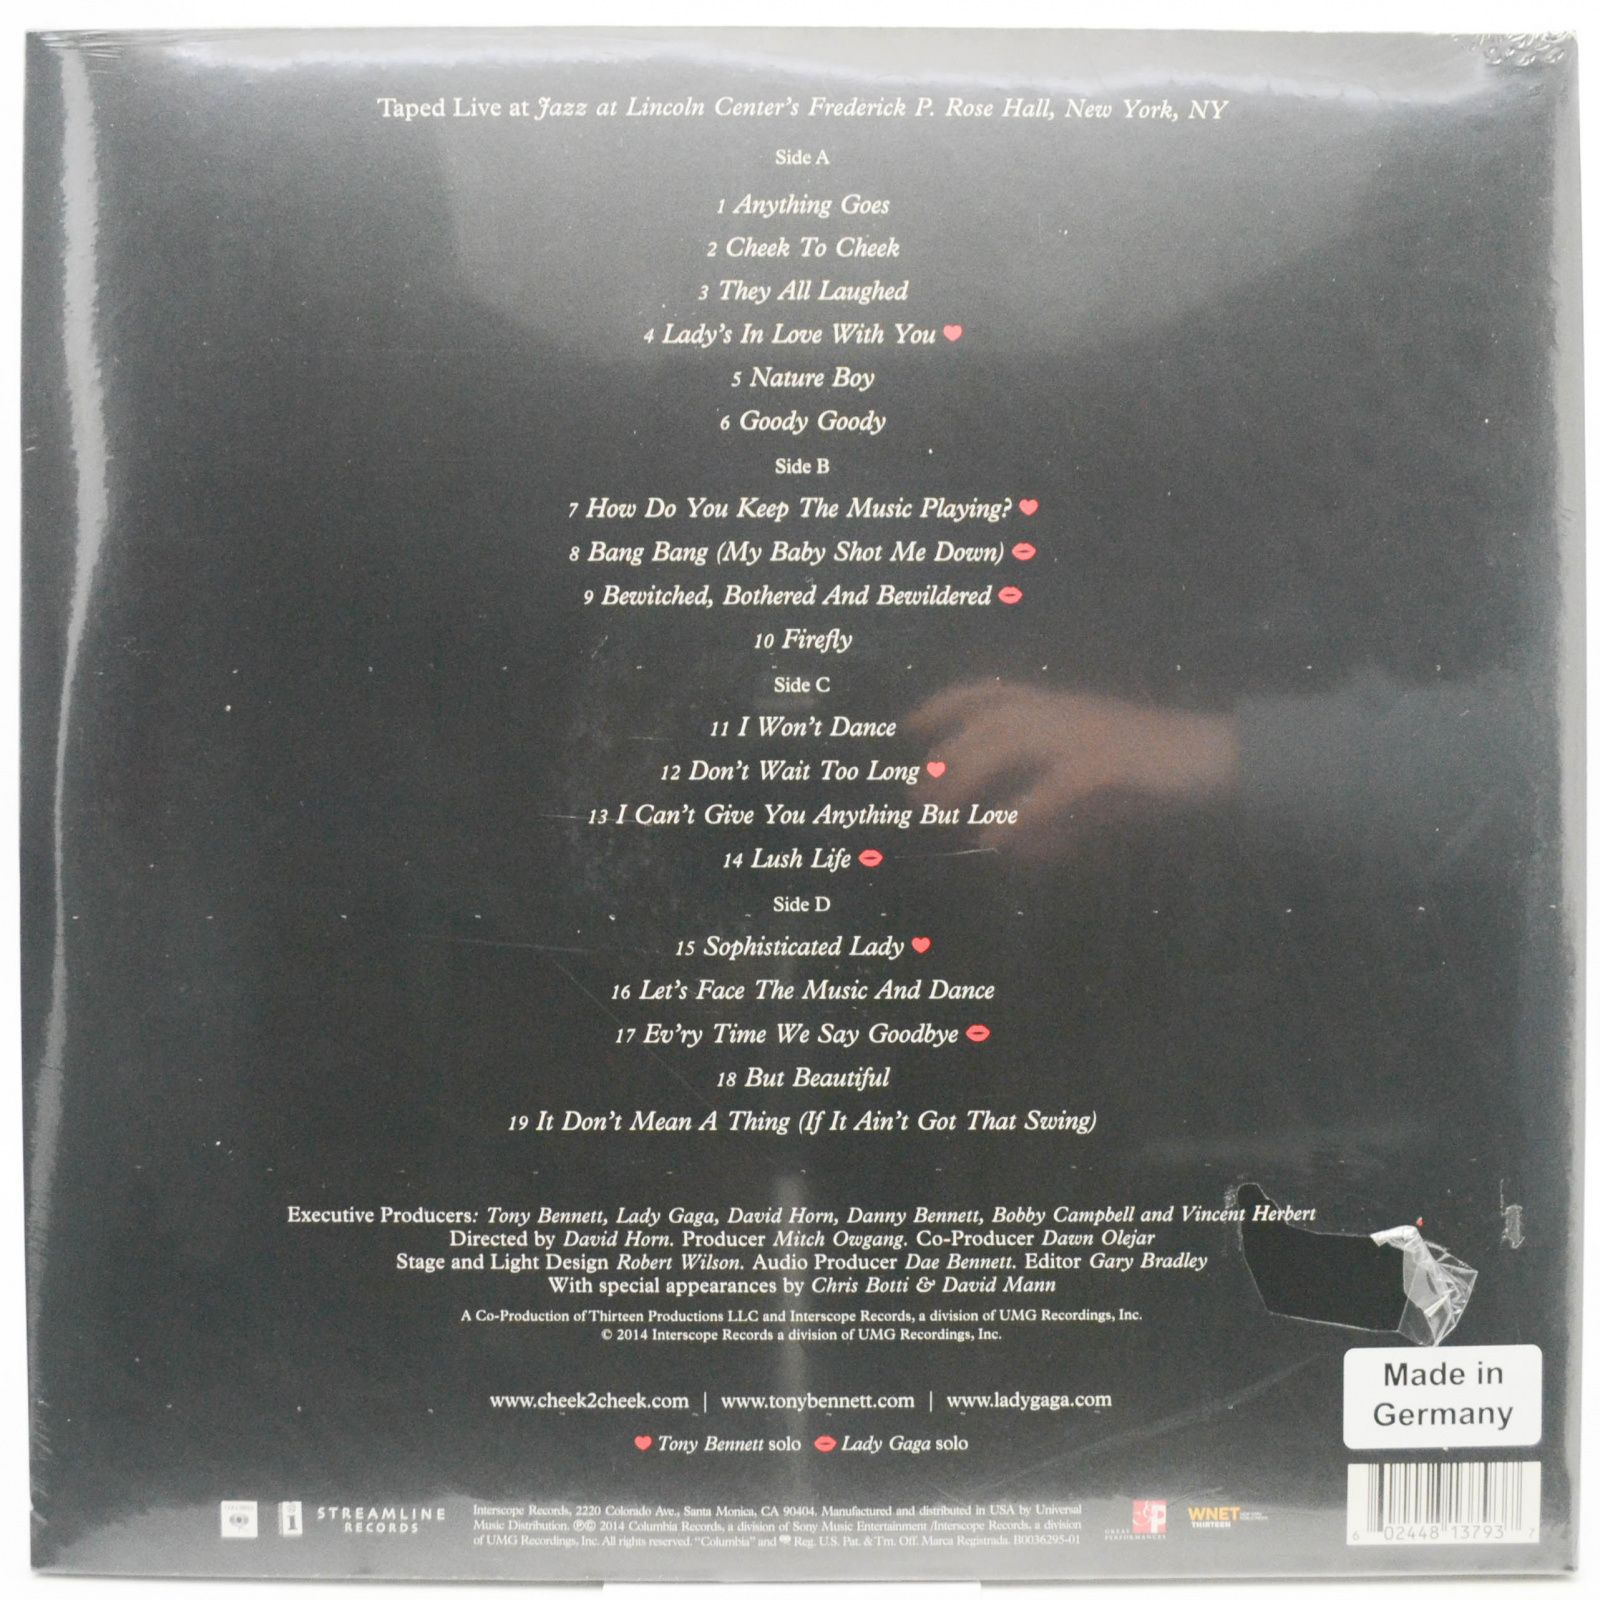 Taped Live at Jazz at Lincoln Center's Frederick P. Rose Hall, New York, NY
Side A
1 Anything Goes
2 Cheek To Cheek
3 They All Laughed
4 Lady's In Love With You
5 Nature Boy
6 Goody Goody
Side B
7 How Do You Keep The Music Playing?
8 Bang Bang (My Baby Shot Me Down)
9 Bewitched, Bothered And Bewildered
10 Firefly
Side C
11 I Won't Dance
12 Don't Wait Too Long
13 I Can't Give You Anything But Love
14 Lush Life
Side D
15 Sophisticated Lady
16 Let's Face The Music And Dance
17 Ev'ry Time We Say Goodbye
18 But Beautiful
19 It Don't Mean A Thing (If It Ain't Got That Swing)
Executive Producers: Tony Bennett, Lady Gaga, David Horn, Danny Bennett, Bobby Campbell and Vincent Herbert
Directed by David Horn. Producer Mitch Owgang. Co-Producer Dawn Olejar
Stage and Light Design Robert Wilson. Audio Producer Dae Bennett. Editor Gary Bradley
With special appearances by Chris Botti & David Mann
A Co-Production of Thirteen Productions LLC and Interscope Records, a division of UMG Recordings, Inc.
© 2014 Interscope Records a division of UMG Recordings, Inc.
www.cheek2cheek.com | www.tonybennett.com | www.ladygaga.com
Tony Bennett solo Lady Gaga solo
Made in
Germany
STREAMLINE
RECORDS
Interscope Records, 2220 Colorado Ave., Santa Monica, CA 90404. Manufactured and distributed in USA by Universal
Music Distribution. ℗© 2014 Columbia Records, a division of Sony Music Entertainment /Interscope Records, a division
of UMG Recordings, Inc. All rights reserved. "Columbia" and Reg. U.S. Pat. & Tm. Off. Marca Registrada. B0036295-01
GREAT
PERFORMANCES
WNET
THIRTEEN
6 02448 13793 7